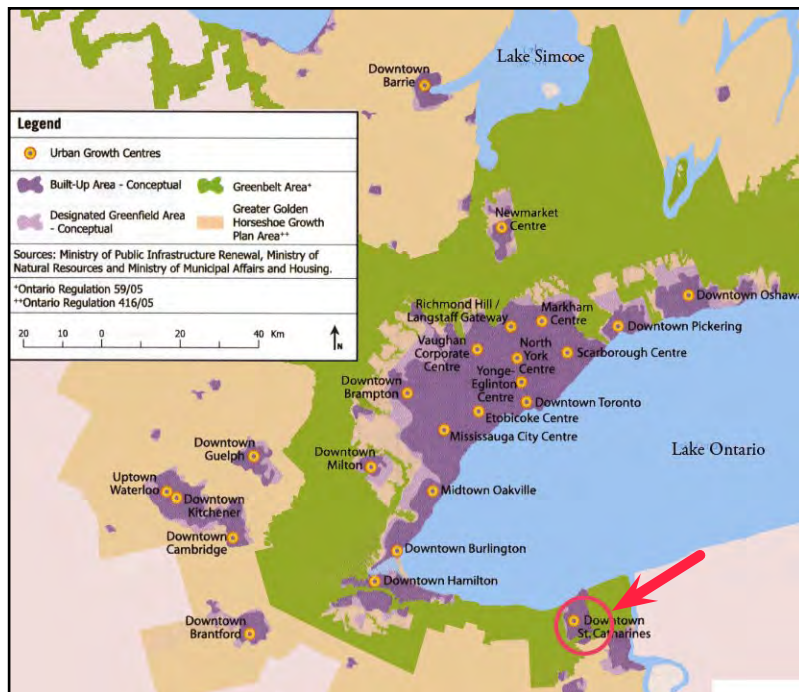 Lake Simcoe
Downtown
Barrie
Legend
Urban Growth Centres
Built-Up Area - Conceptual
Greenbelt Area+
Designated Greenfield Area
- Conceptual
Greater Golden
Horseshoe Growth
Plan Area++
Sources: Ministry of Public Infrastructure Renewal, Ministry of
Natural Resources and Ministry of Municipal Affairs and Housing.
+Ontario Regulation 59/05
++Ontario Regulation 416/05
20 10 0 20 40 Km
N
Newmarket
Centre
Downtown Oshawa
Richmond Hill /
Langstaff Gateway
Markham
Centre
Downtown Pickering
Vaughan
Corporate
Centre
North
York
Centre
Scarborough Centre
Yonge-
Eglinton
Centre
Downtown
Brampton
Downtown Toronto
Etobicoke Centre
Mississauga City Centre
Downtown
Guelph
Downtown
Milton
Lake Ontario
Uptown
Waterloo
Downtown
Kitchener
Midtown Oakville
Downtown
Cambridge
Downtown Burlington
Downtown Hamilton
Downtown
Brantford
Downtown
St. Catharines